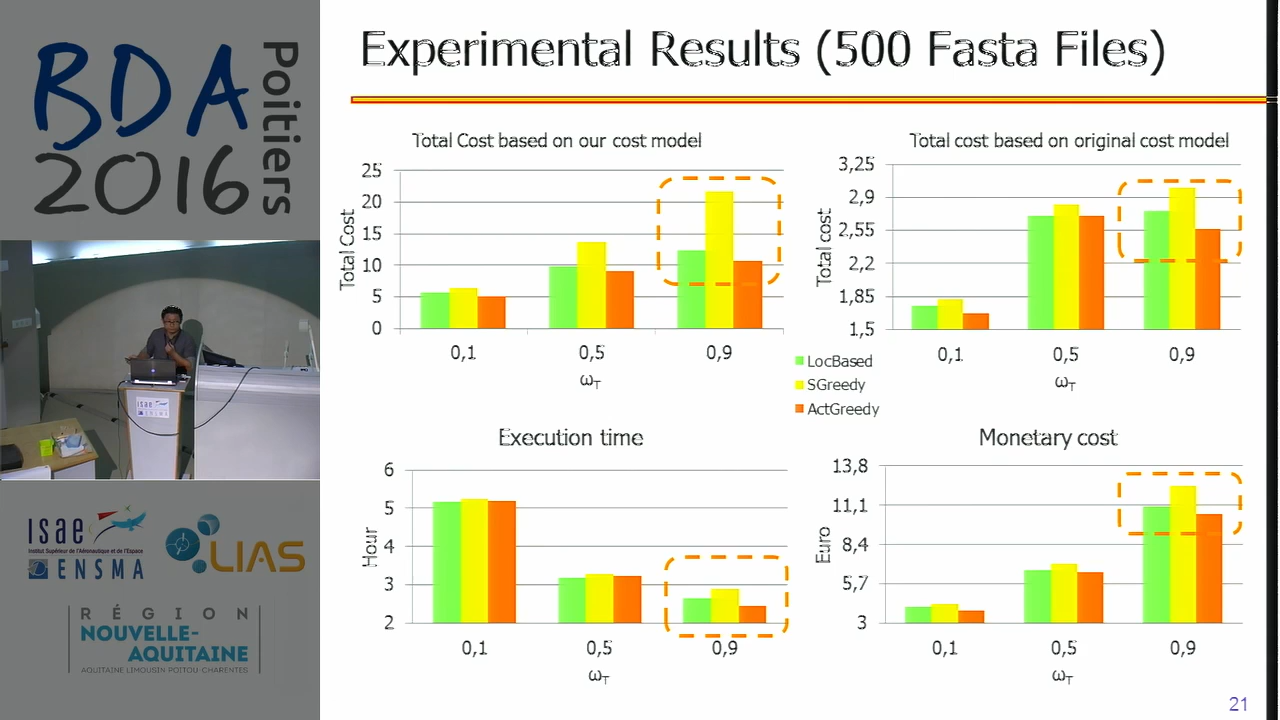 BDA
2016
Poitiers
isae
ENSMA
isae
Institut Supérieur de l'Aéronautique et de l'Espace
ENSMA
LIAS
RÉGION
NOUVELLE-
AQUITAINE
AQUITAINE LIMOUSIN POITOU-CHARENTES
Experimental Results (500 Fasta Files)
Total Cost based on our cost model
Total Cost
25
20
15
10
5
0
0,1 0,5 0,9
ωT
Total cost based on original cost model
Total cost
3,25
2,9
2,55
2,2
1,85
1,5
0,1 0,5 0,9
ωT
LocBased
SGreedy
ActGreedy
Execution time
Hour
6
5
4
3
2
0,1 0,5 0,9
ωT
Monetary cost
Euro
13,8
11,1
8,4
5,7
3
0,1 0,5 0,9
ωT
21